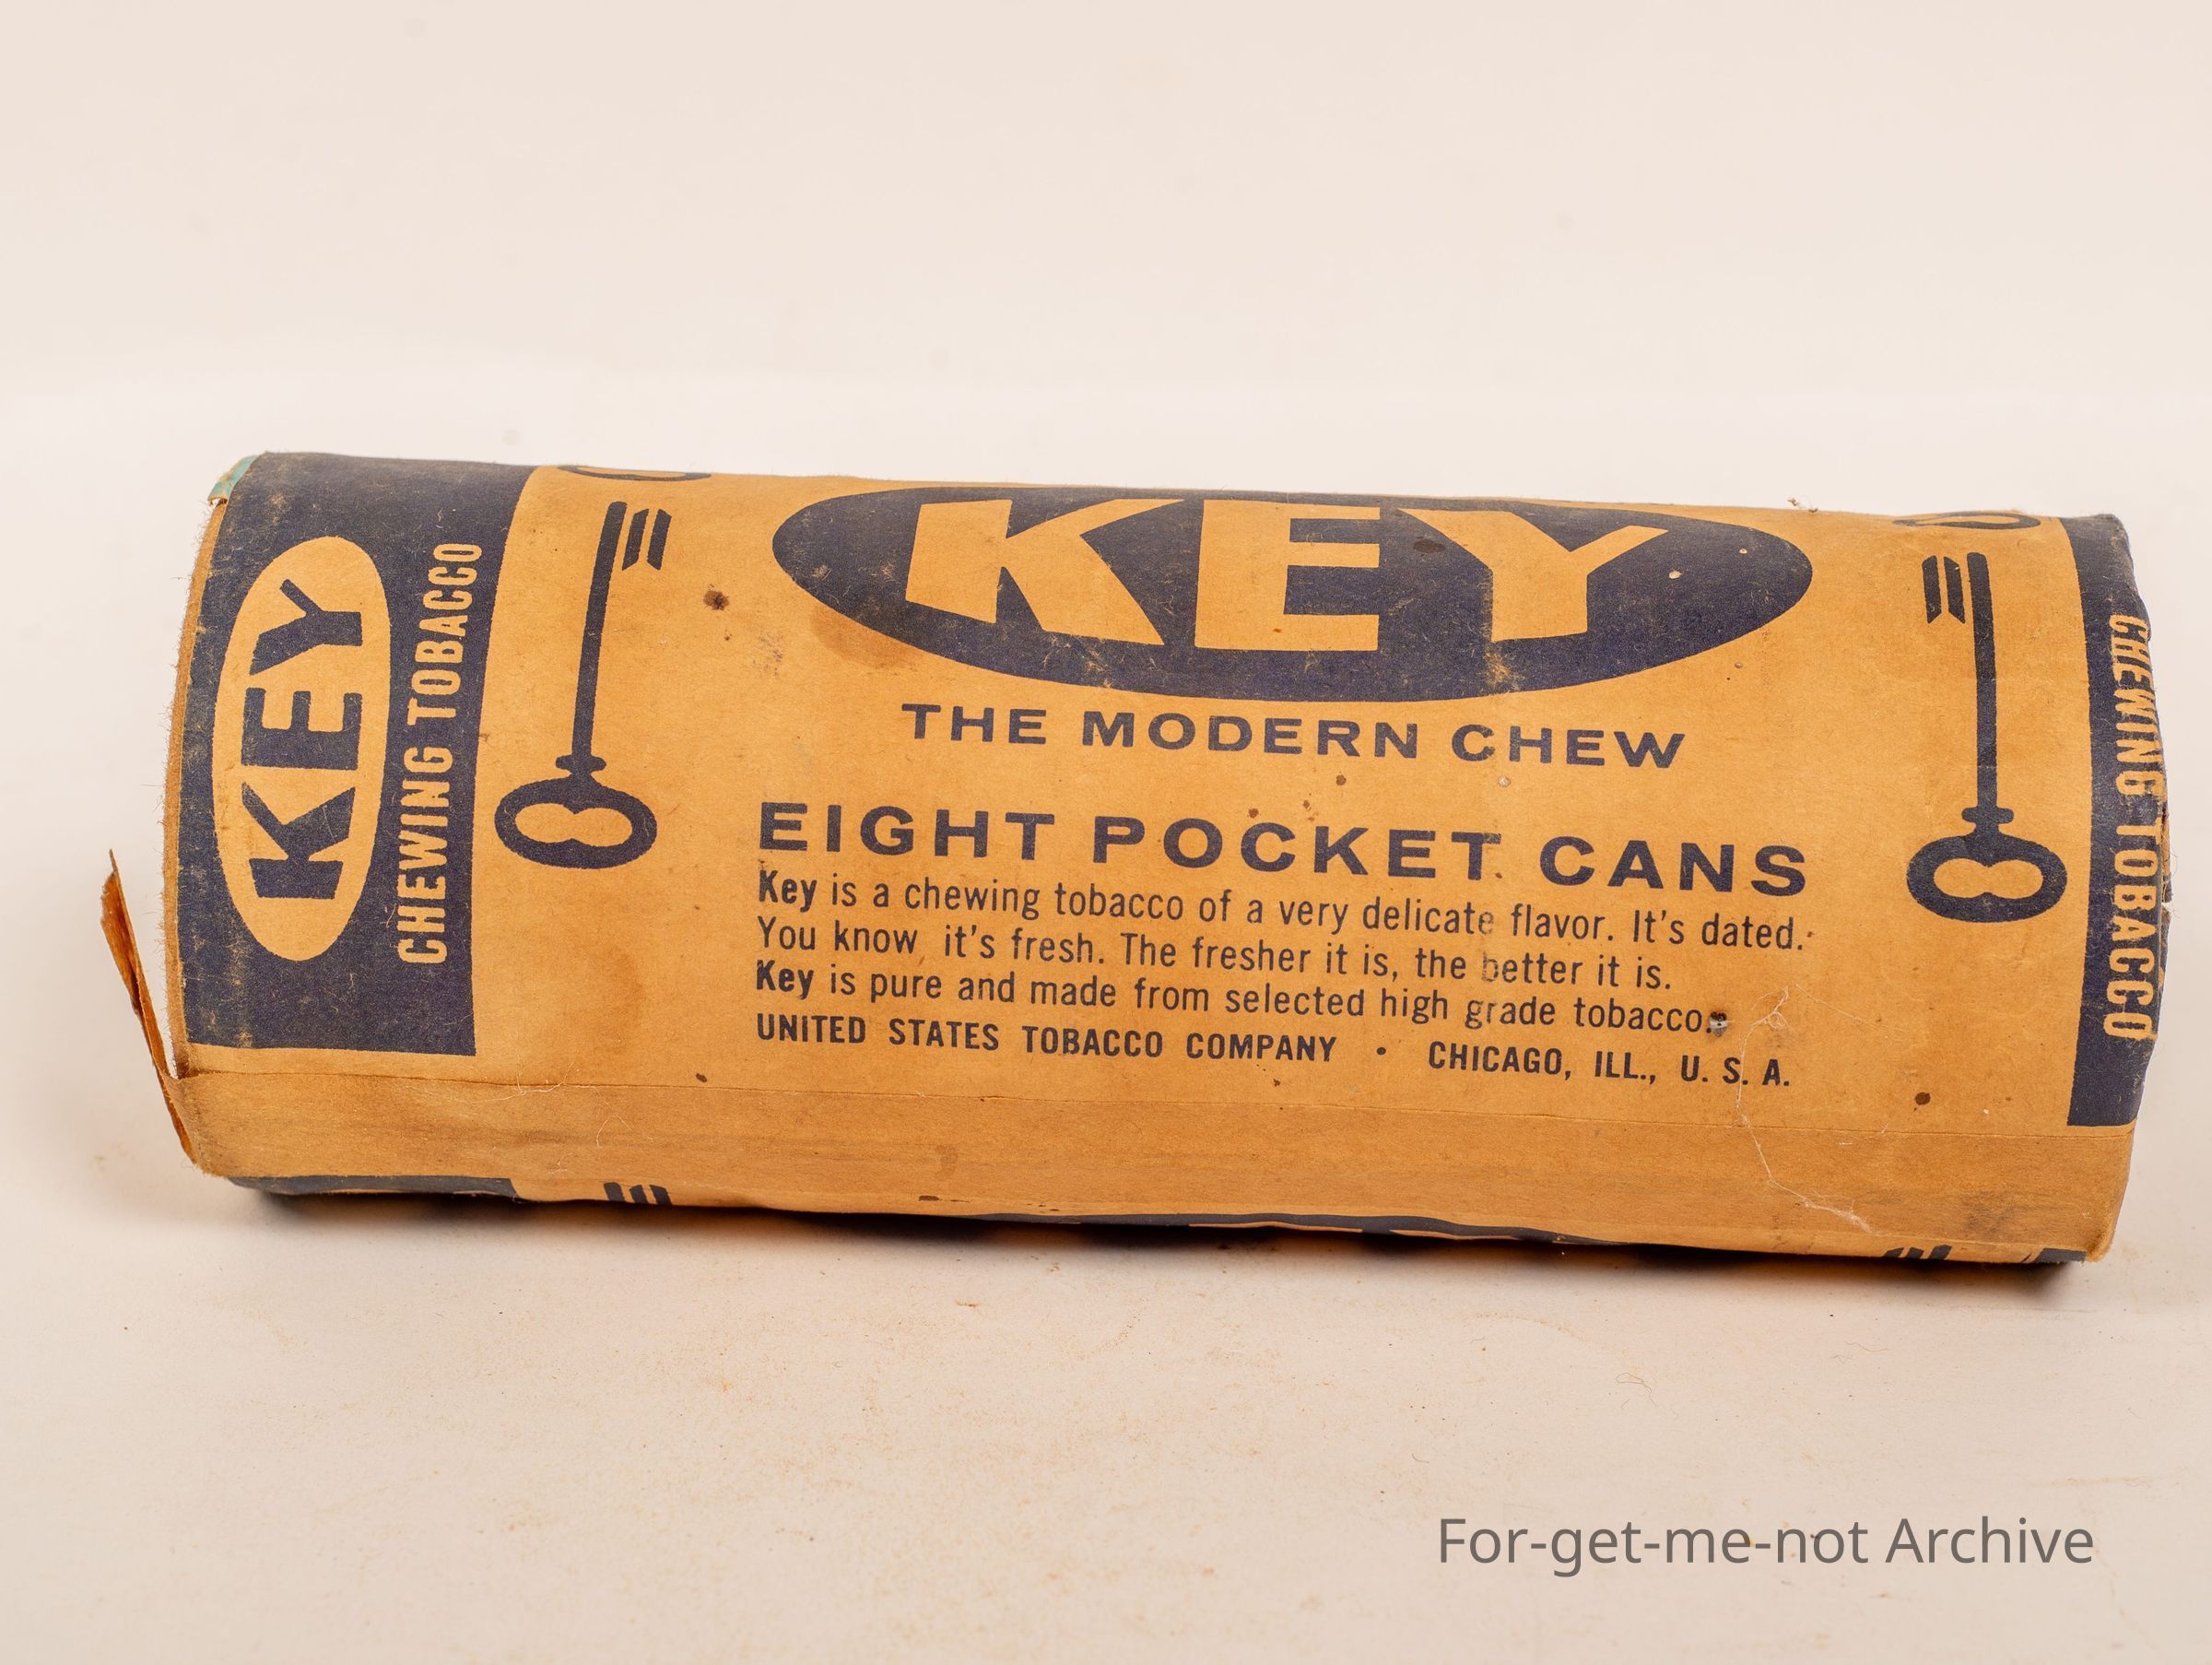 KEY
CHEWING TOBACCO
KEY
THE MODERN CHEW
EIGHT POCKET CANS
Key is a chewing tobacco of a very delicate flavor. It's dated.
You know it's fresh. The fresher it is, the better it is.
Key is pure and made from selected high grade tobacco.
UNITED STATES TOBACCO COMPANY • CHICAGO, ILL., U. S. A.
CHEWING TOBACCO
For-get-me-not Archive